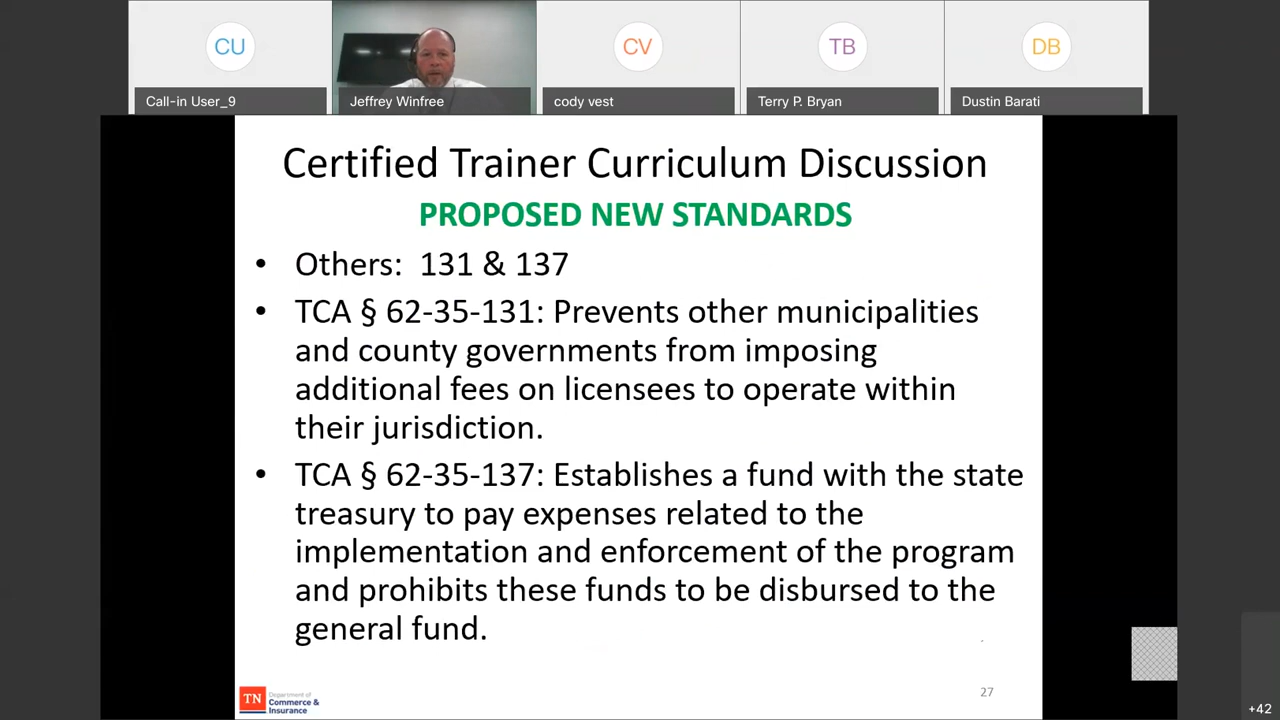 CU
CV
TB
DB
Call-in User_9
Jeffrey Winfree
cody vest
Terry P. Bryan
Dustin Barati
Certified Trainer Curriculum Discussion
PROPOSED NEW STANDARDS
• Others: 131 & 137
• TCA § 62-35-131: Prevents other municipalities
and county governments from imposing
additional fees on licensees to operate within
their jurisdiction.
• TCA § 62-35-137: Establishes a fund with the state
treasury to pay expenses related to the
implementation and enforcement of the program
and prohibits these funds to be disbursed to the
general fund.
TN
Department of
Commerce &
Insurance
27
+42